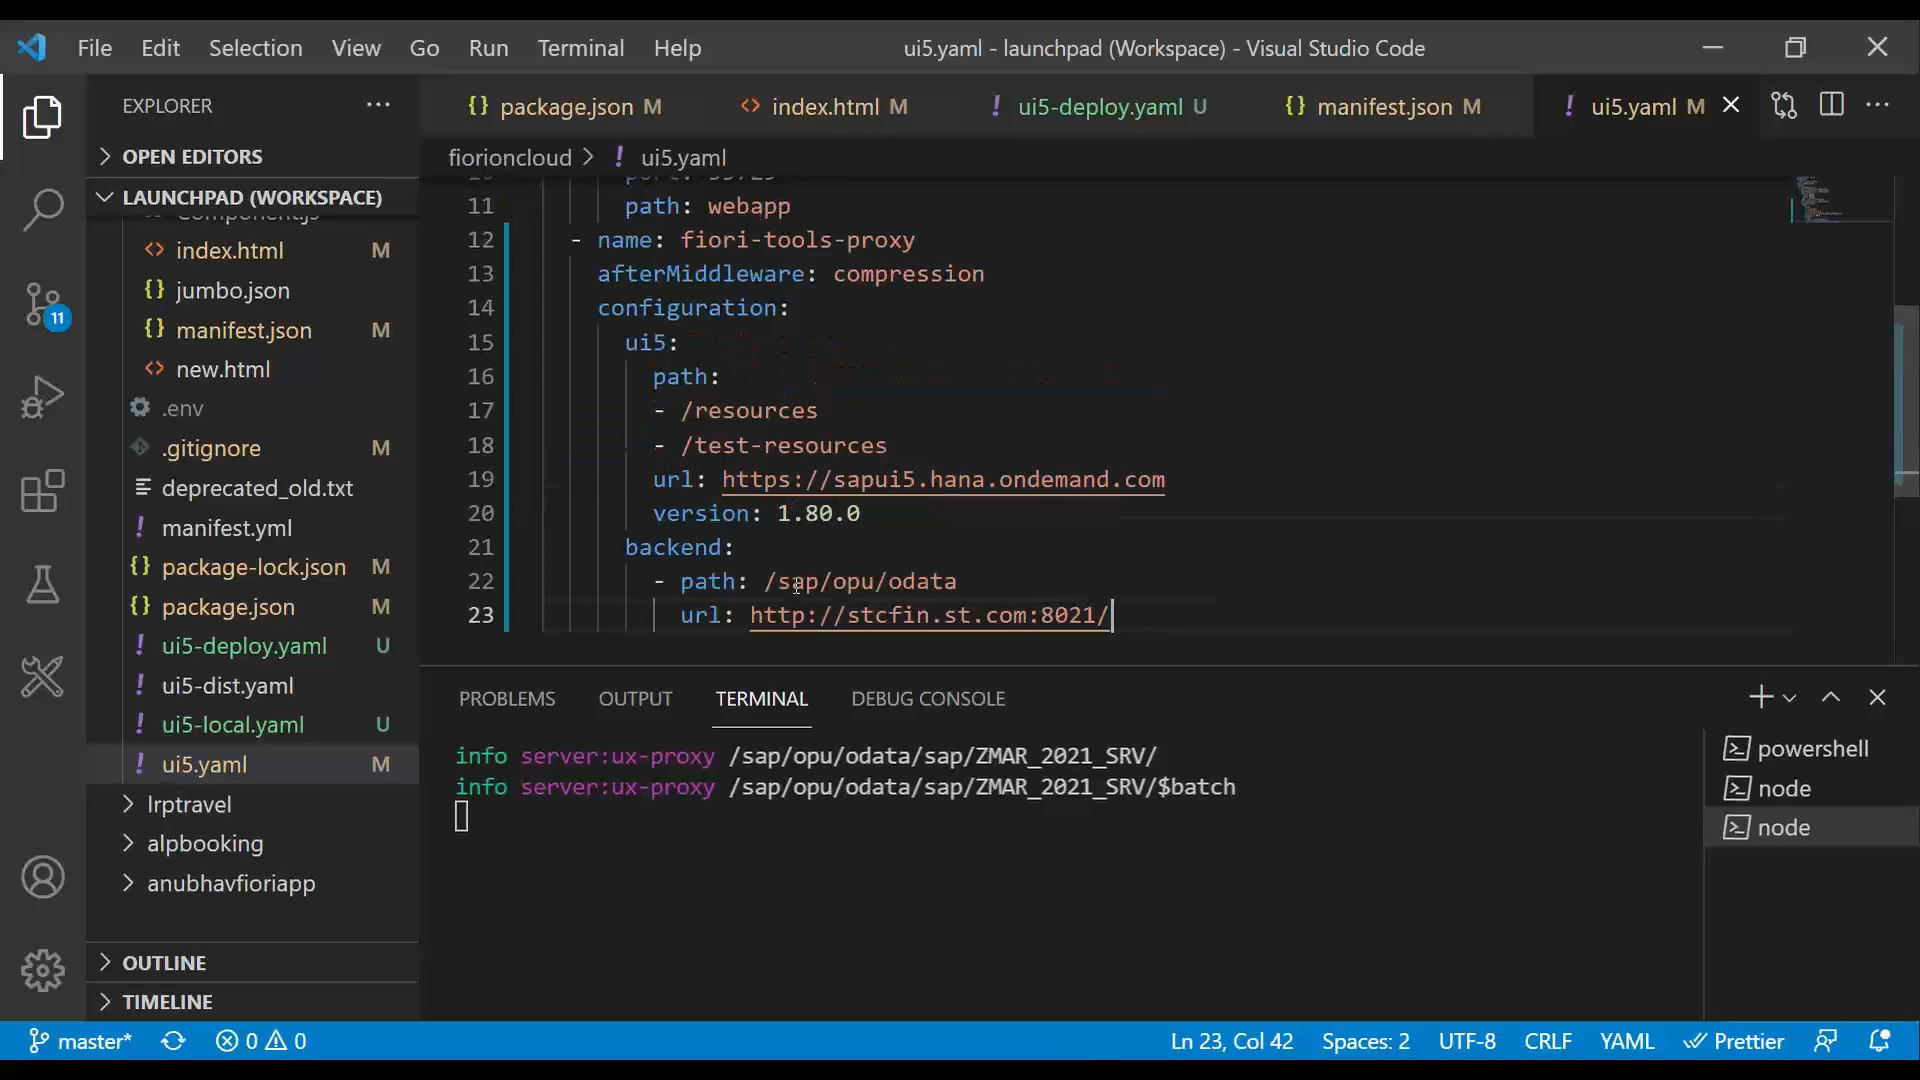 File Edit Selection View Go Run Terminal Help ui5.yaml - launchpad (Workspace) - Visual Studio Code
EXPLORER
{} package.json M <> index.html M ! ui5-deploy.yaml U {} manifest.json M ! ui5.yaml M
OPEN EDITORS
fiorioncloud > ! ui5.yaml
LAUNCHPAD (WORKSPACE)
Component.js
<> index.html M
{} jumbo.json
{} manifest.json M
<> new.html
.env
.gitignore M
deprecated_old.txt
! manifest.yml
{} package-lock.json M
{} package.json M
! ui5-deploy.yaml U
! ui5-dist.yaml
! ui5-local.yaml U
! ui5.yaml M
> lrptravel
> alpbooking
> anubhavfioriapp
> OUTLINE
> TIMELINE
11
11 path: webapp
12 - name: fiori-tools-proxy
13 afterMiddleware: compression
14 configuration:
15 ui5:
16 path:
17 - /resources
18 - /test-resources
19 url: https://sapui5.hana.ondemand.com
20 version: 1.80.0
21 backend:
22 - path: /sap/opu/odata
23 url: http://stcfin.st.com:8021/
PROBLEMS OUTPUT TERMINAL DEBUG CONSOLE
info server:ux-proxy /sap/opu/odata/sap/ZMAR_2021_SRV/
info server:ux-proxy /sap/opu/odata/sap/ZMAR_2021_SRV/$batch
powershell
node
node
master* 0 0 Ln 23, Col 42 Spaces: 2 UTF-8 CRLF YAML Prettier